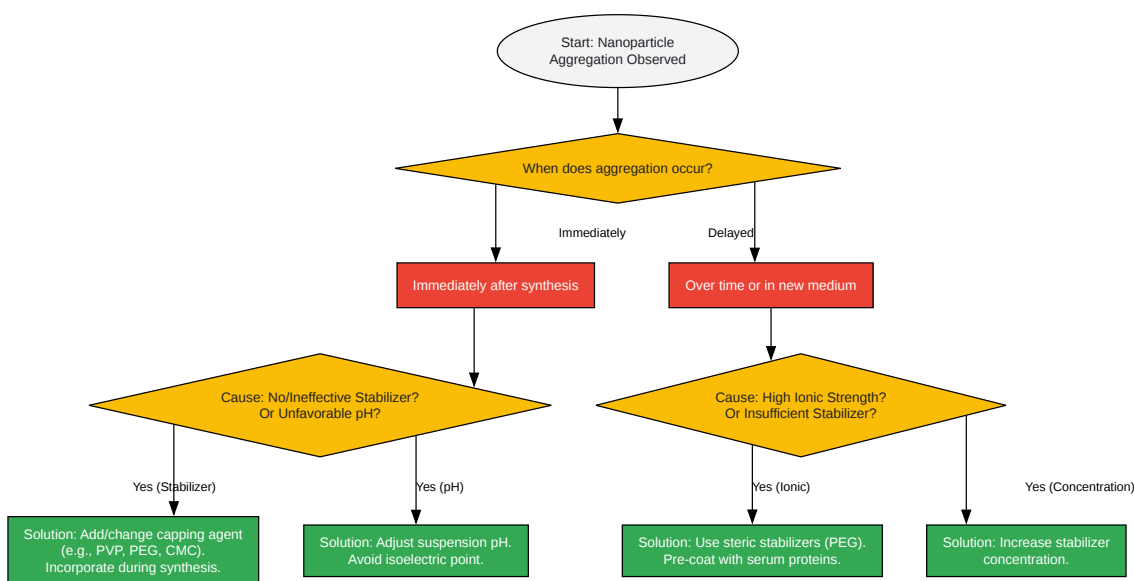 Start: Nanoparticle
Aggregation Observed
When does aggregation occur?
Immediately
Delayed
Immediately after synthesis
Over time or in new medium
Cause: No/Ineffective Stabilizer?
Or Unfavorable pH?
Cause: High Ionic Strength?
Or Insufficient Stabilizer?
Yes (Stabilizer)
Yes (pH)
Yes (Ionic)
Yes (Concentration)
Solution: Add/change capping agent
(e.g., PVP, PEG, CMC).
Incorporate during synthesis.
Solution: Adjust suspension pH.
Avoid isoelectric point.
Solution: Use steric stabilizers (PEG).
Pre-coat with serum proteins.
Solution: Increase stabilizer
concentration.